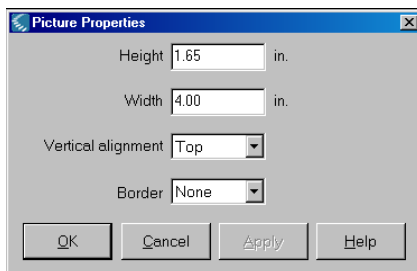 Picture Properties
Height 1.65 in.
Width 4.00 in.
Vertical alignment Top
Border None
OK Cancel Apply Help